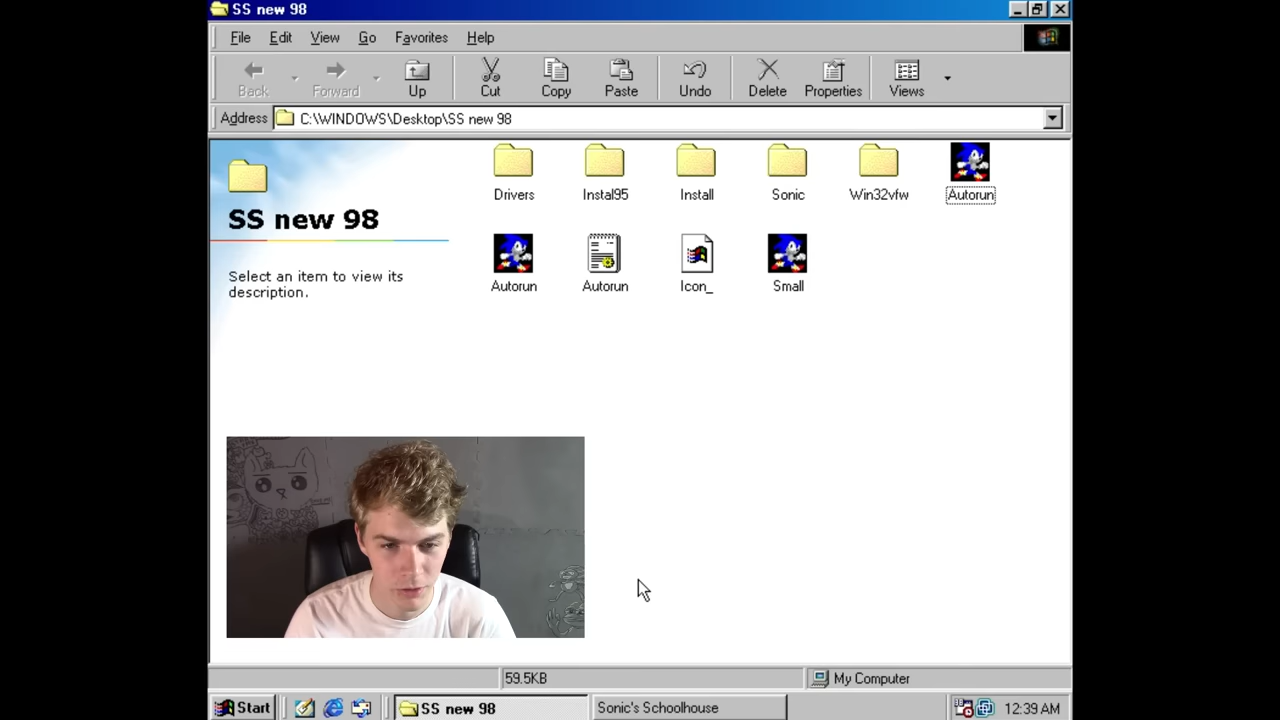 SS new 98
File Edit View Go Favorites Help
Back Forward Up Cut Copy Paste Undo Delete Properties Views
Address C:\WINDOWS\Desktop\SS new 98
Drivers Instal95 Install Sonic Win32vfw Autorun
SS new 98
Autorun Autorun Icon_ Small
Select an item to view its
description.
59.5KB My Computer
Start SS new 98 Sonic's Schoolhouse 12:39 AM